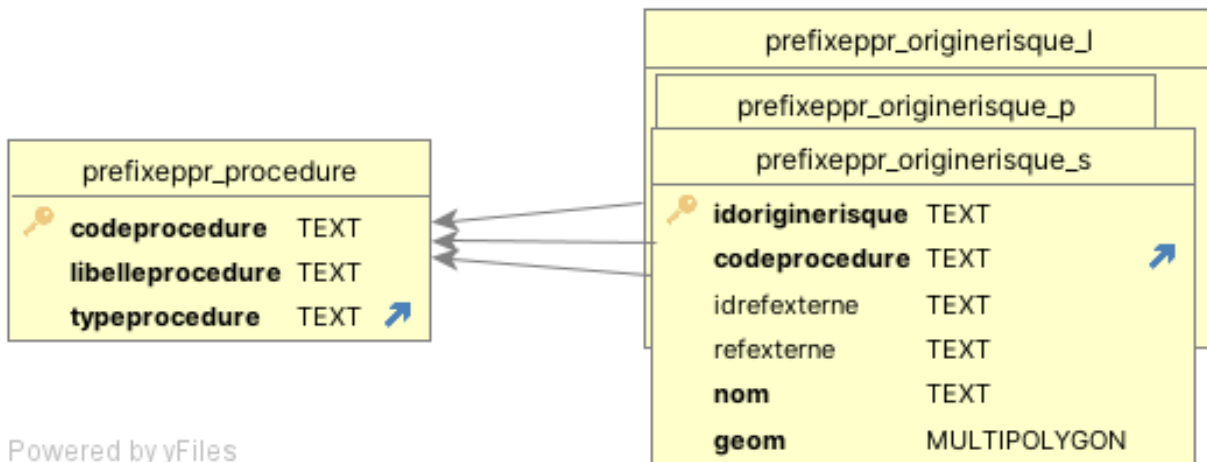 prefixeppr_procedure
codeprocedure TEXT
libelleprocedure TEXT
typeprocedure TEXT
prefixeppr_originerisque_l
prefixeppr_originerisque_p
prefixeppr_originerisque_s
idoriginerisque TEXT
codeprocedure TEXT
idrefexterne TEXT
refexterne TEXT
nom TEXT
geom MULTIPOLYGON
Powered by yFiles